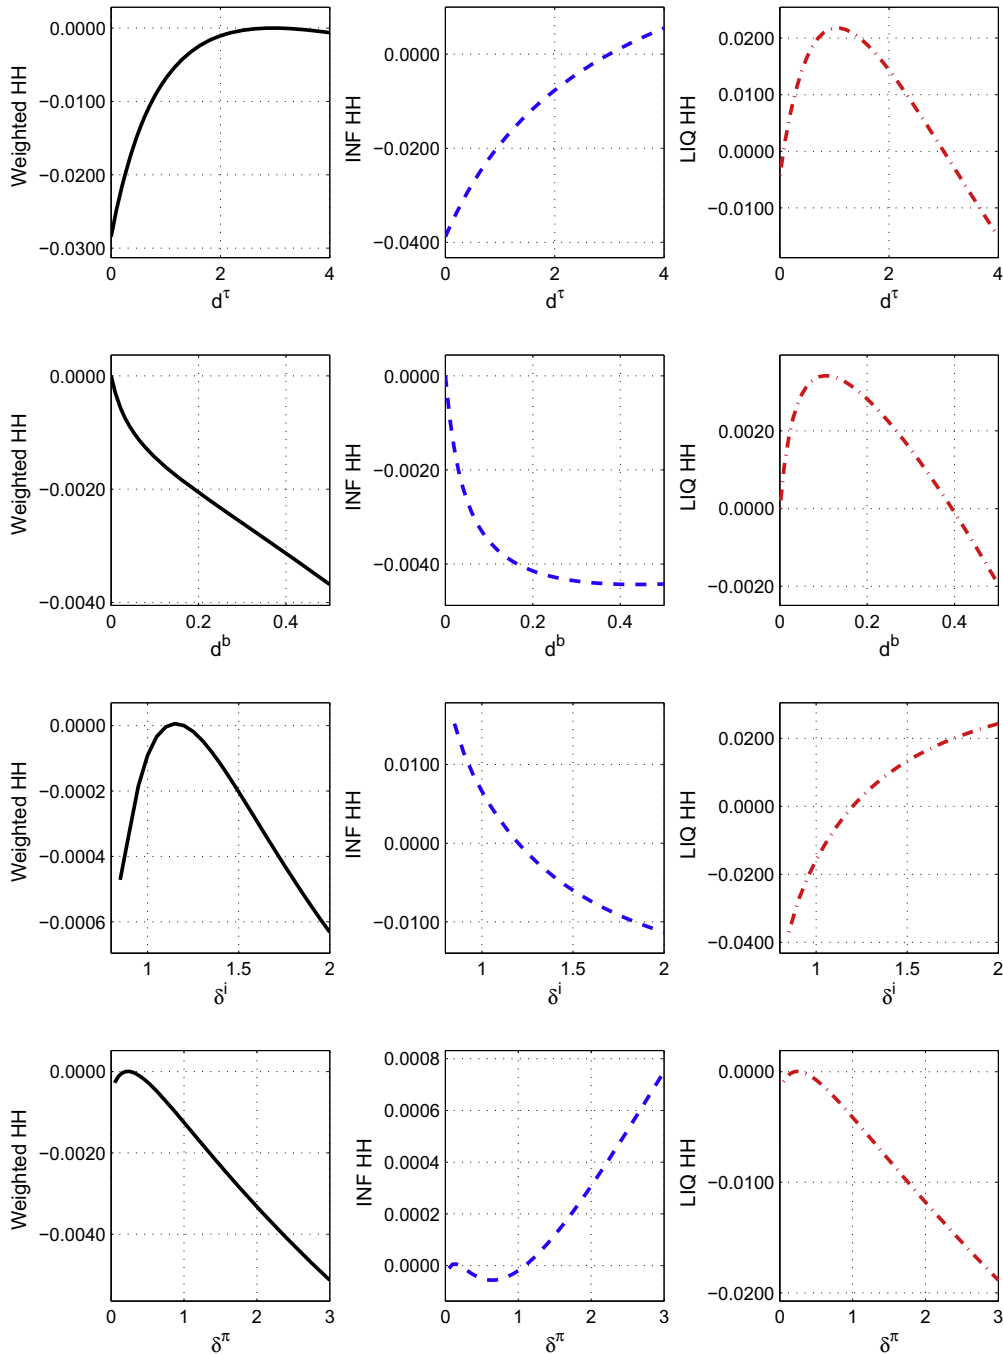 Weighted HH
0.0000
−0.0100
−0.0200
−0.0300
0 2 4
d^τ
INF HH
0.0000
−0.0200
−0.0400
0 2 4
d^τ
LIQ HH
0.0200
0.0100
0.0000
−0.0100
0 2 4
d^τ
Weighted HH
0.0000
−0.0020
−0.0040
0 0.2 0.4
d^b
INF HH
0.0000
−0.0020
−0.0040
0 0.2 0.4
d^b
LIQ HH
0.0020
0.0000
−0.0020
0 0.2 0.4
d^b
Weighted HH
0.0000
−0.0002
−0.0004
−0.0006
1 1.5 2
δ^i
INF HH
0.0100
0.0000
−0.0100
1 1.5 2
δ^i
LIQ HH
0.0200
0.0000
−0.0200
−0.0400
1 1.5 2
δ^i
Weighted HH
0.0000
−0.0020
−0.0040
0 1 2 3
δ^π
INF HH
0.0008
0.0006
0.0004
0.0002
0.0000
0 1 2 3
δ^π
LIQ HH
0.0000
−0.0100
−0.0200
0 1 2 3
δ^π